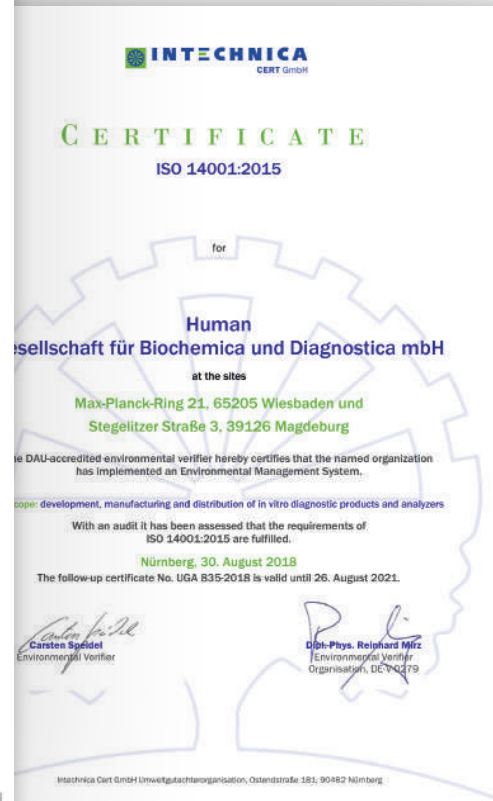 INTECHNICA
CERT GmbH
CERTIFICATE
ISO 14001:2015
for
Human
esellschaft für Biochemica und Diagnostica mbH
at the sites
Max-Planck-Ring 21, 65205 Wiesbaden und
Stegelitzer Straße 3, 39126 Magdeburg
e DAU-accredited environmental verifier hereby certifies that the named organization
has implemented an Environmental Management System.
cope: development, manufacturing and distribution of in vitro diagnostic products and analyzers
With an audit it has been assessed that the requirements of
ISO 14001:2015 are fulfilled.
Nürnberg, 30. August 2018
The follow-up certificate No. UGA 835-2018 is valid until 26. August 2021.
Carsten Speidel
Environmental Verifier
Dipl.-Phys. Reinhard Mirz
Environmental Verifier
Organisation, DE-V-0279
Intechnica Cert GmbH Umweltgutachterorganisation, Ostendstraße 181, 90482 Nürnberg